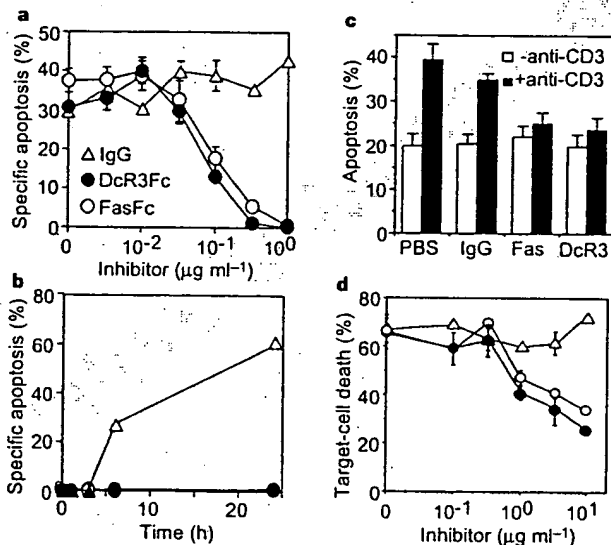 a
Specific apoptosis (%)
50
40
30
20
10
0
△ IgG
● DcR3Fc
○ FasFc
0 10⁻² 10⁻¹ 10⁰
Inhibitor (µg ml⁻¹)
b
Specific apoptosis (%)
80
60
40
20
0
0 10 20
Time (h)
c
Apoptosis (%)
40
30
20
10
0
□ -anti-CD3
■ +anti-CD3
PBS IgG Fas DcR3
d
Target-cell death (%)
80
60
40
20
0
0 10⁻¹ 10⁰ 10¹
Inhibitor (µg ml⁻¹)